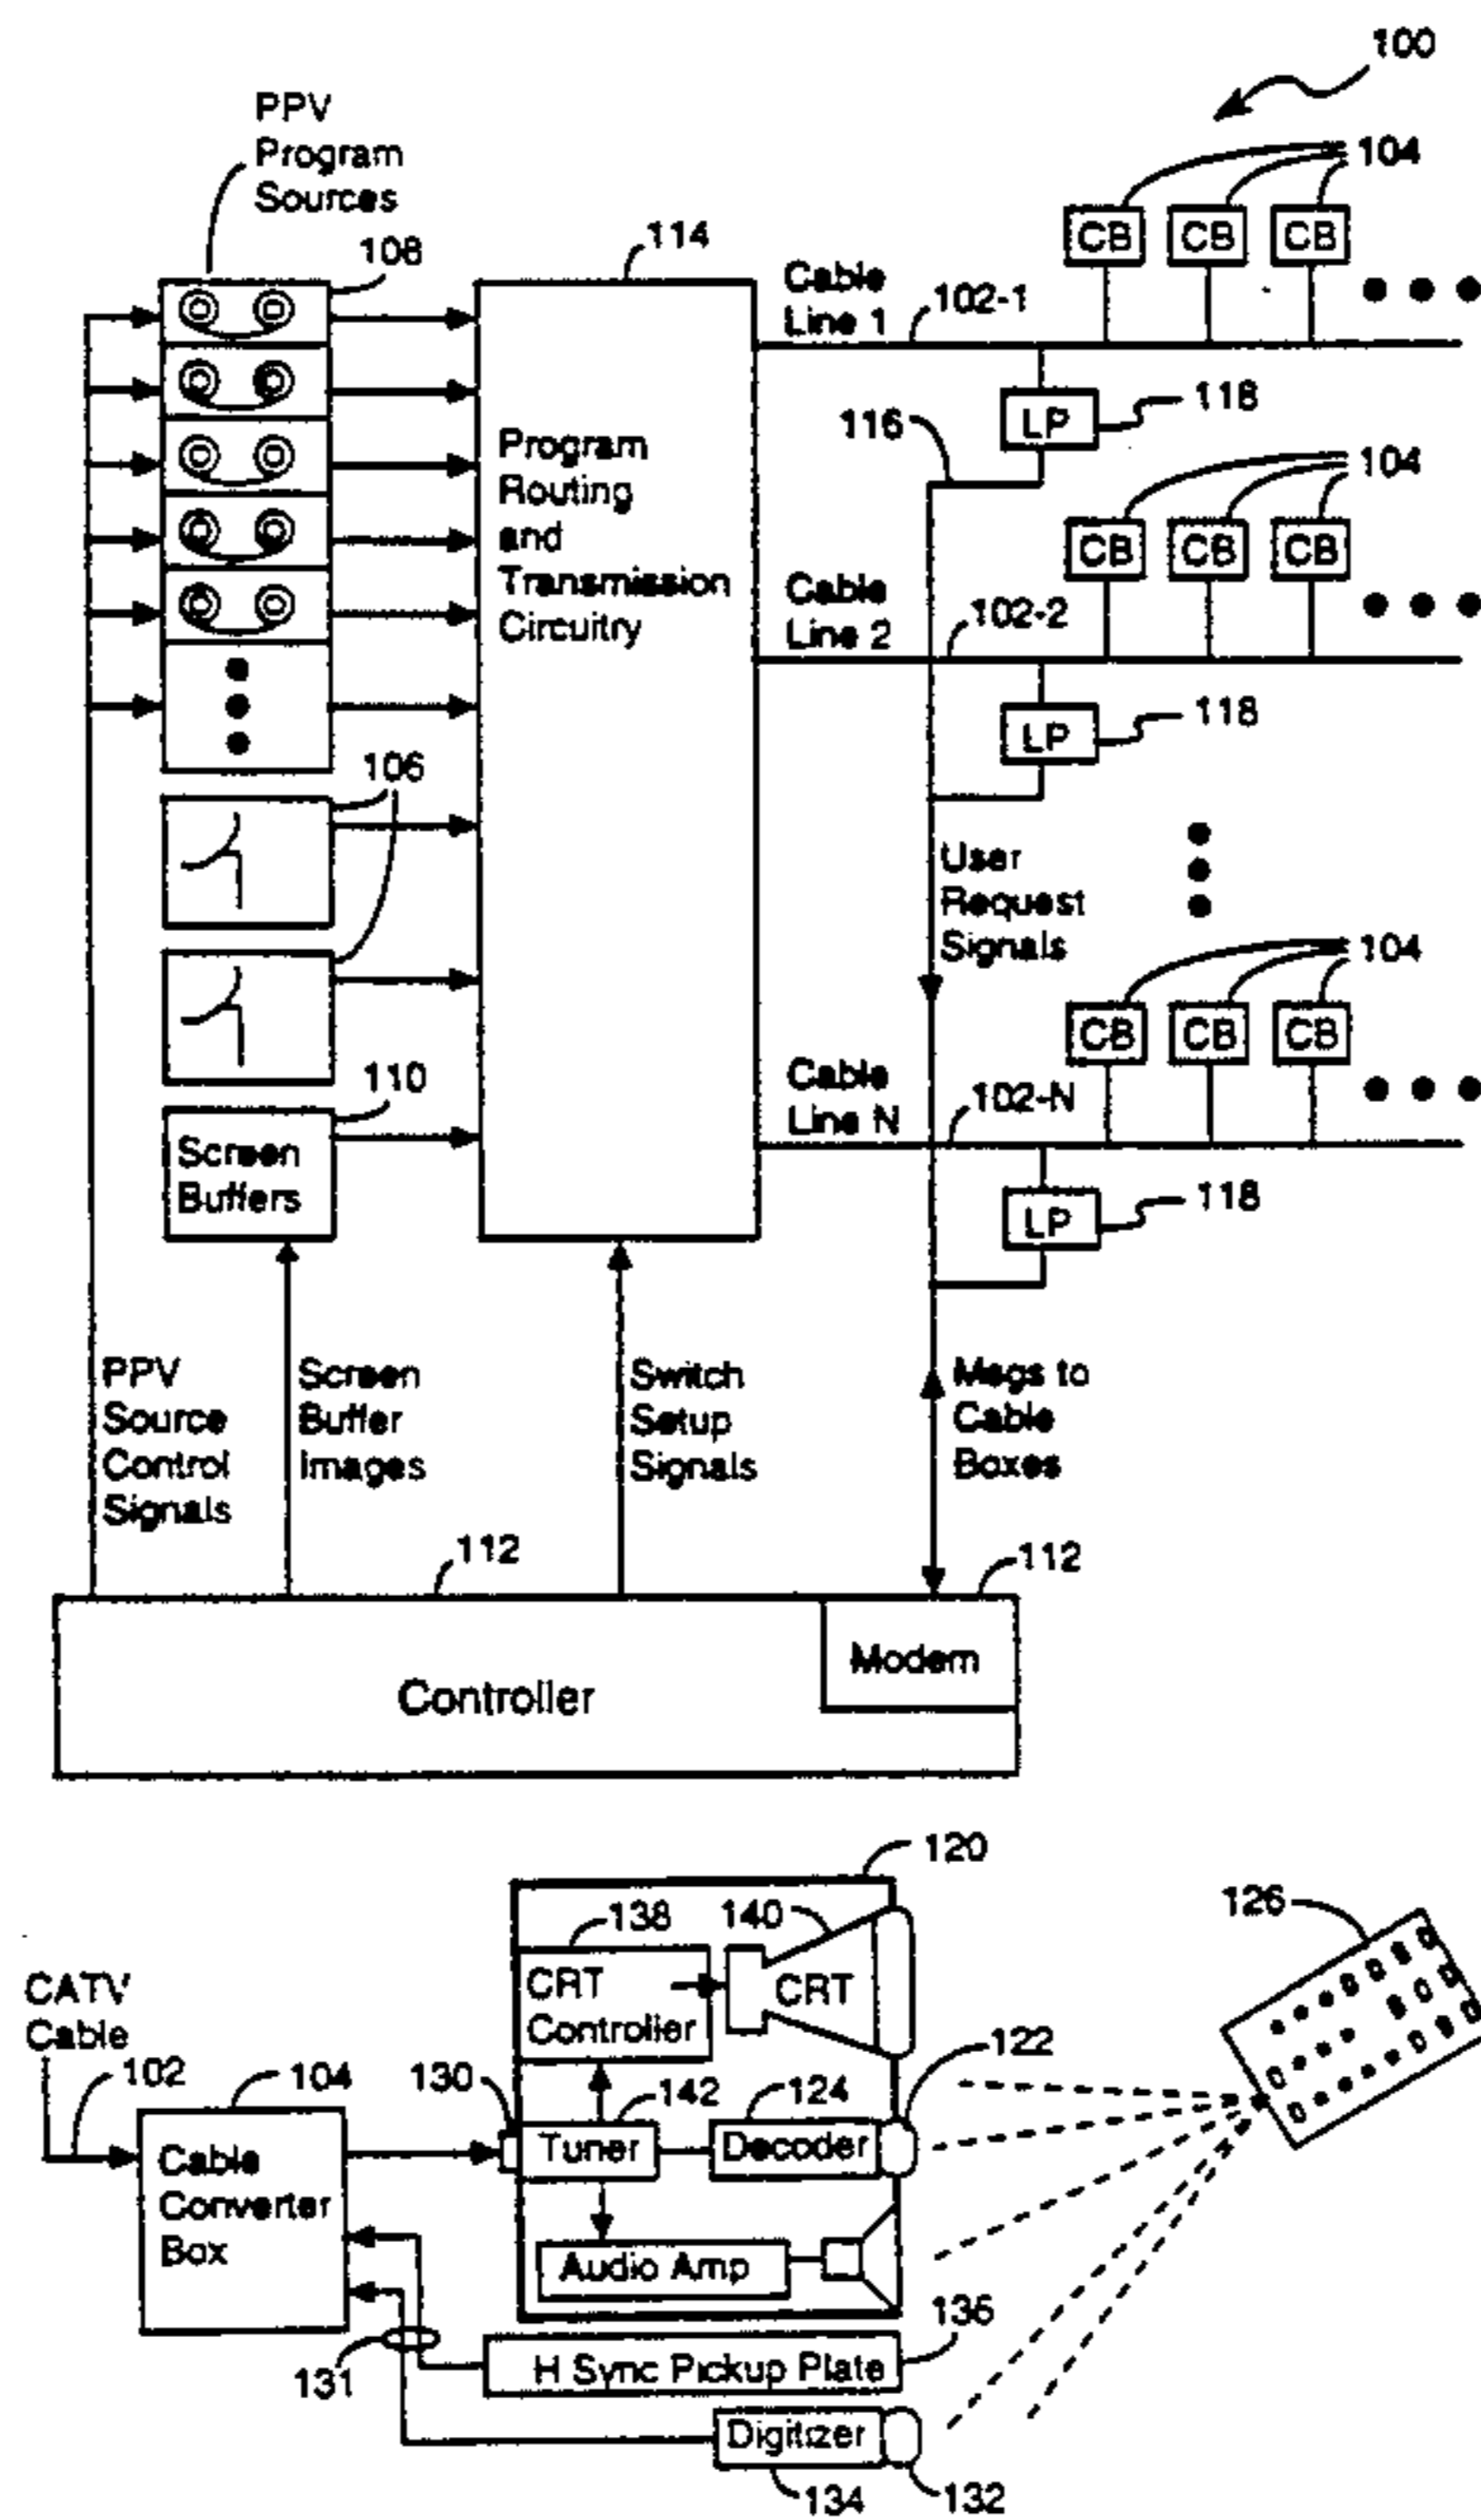 100
PPV
Program
Sources
108
114
104
CB CB CB
Cable
Line 1
102-1
LP
118
116
104
Program
Routing
and
Transmission
Circuitry
CB CB CB
Cable
Line 2
102-2
LP
118
106
User
Request
Signals
104
CB CB CB
110
Cable
Line N
102-N
Screen
Buffers
LP
118
PPV
Source
Control
Signals
Screen
Buffer
Images
Switch
Setup
Signals
Msgs to
Cable
Boxes
112
112
Modem
Controller
120
138
140
126
CRT
Controller
CRT
CATV
Cable
102
104
130
142
124
122
Cable
Converter
Box
Tuner
Decoder
Audio Amp
136
131
H Sync Pickup Plate
Digitizer
134
132